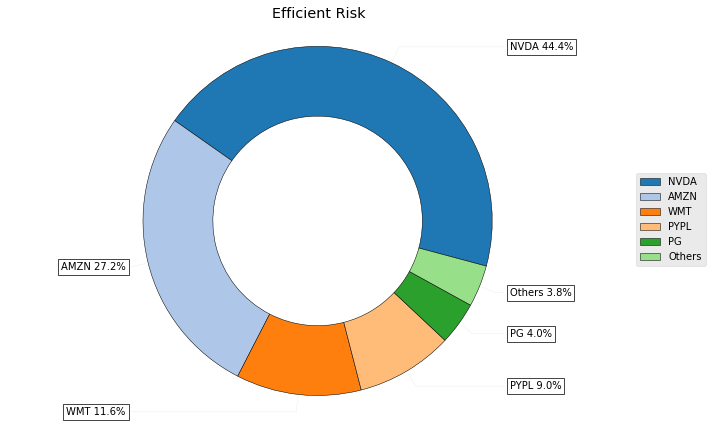 Efficient Risk
NVDA 44.4%
AMZN 27.2%
WMT 11.6%
PYPL 9.0%
PG 4.0%
Others 3.8%
NVDA
AMZN
WMT
PYPL
PG
Others